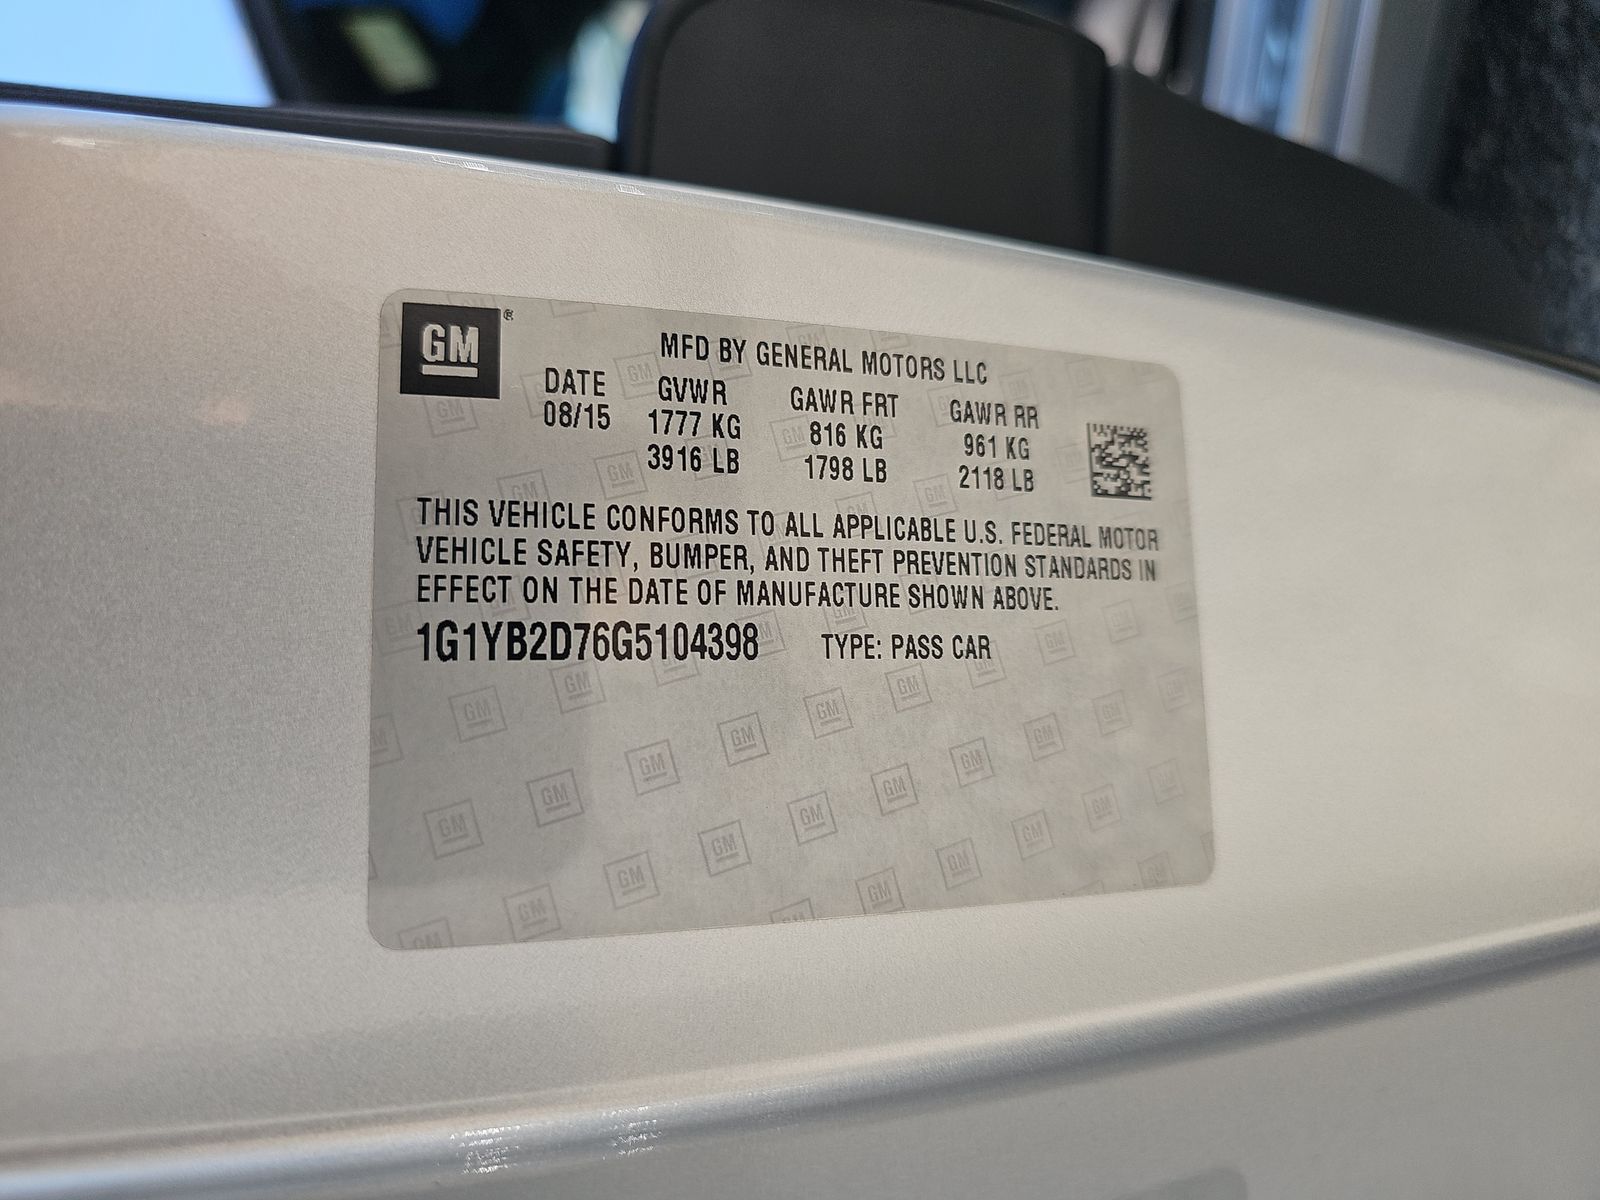 GM®
MFD BY GENERAL MOTORS LLC
DATE GVWR GAWR FRT GAWR RR
08/15 1777 KG 816 KG 961 KG
3916 LB 1798 LB 2118 LB
THIS VEHICLE CONFORMS TO ALL APPLICABLE U.S. FEDERAL MOTOR
VEHICLE SAFETY, BUMPER, AND THEFT PREVENTION STANDARDS IN
EFFECT ON THE DATE OF MANUFACTURE SHOWN ABOVE.
1G1YB2D76G5104398 TYPE: PASS CAR